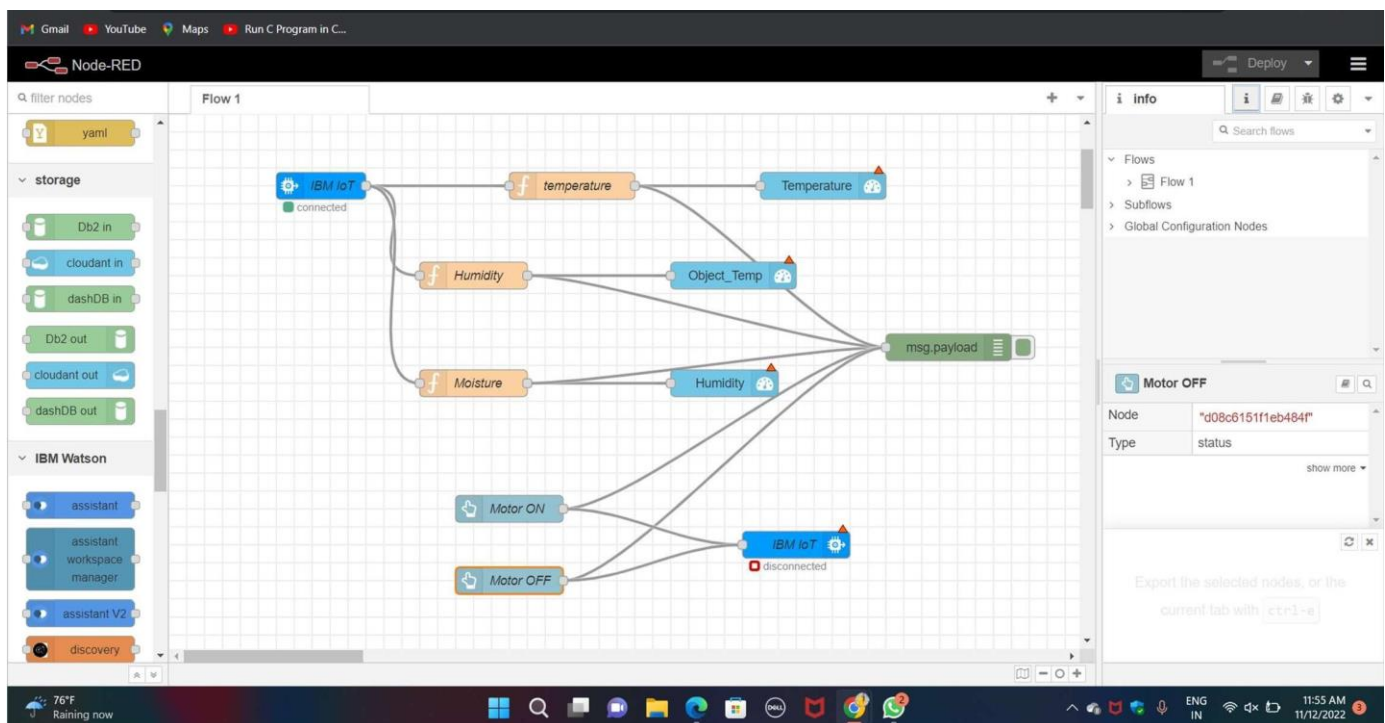 Gmail YouTube Maps Run C Program in C...
Node-RED Deploy
filter nodes
Flow 1
info
i
Search flows
Flows
Flow 1
Subflows
Global Configuration Nodes
yaml
storage
Db2 in
cloudant in
dashDB in
Db2 out
cloudant out
dashDB out
IBM Watson
assistant
assistant
workspace
manager
assistant V2
discovery
IBM IoT
connected
temperature
Temperature
Humidity
Object_Temp
msg.payload
Moisture
Humidity
Motor ON
IBM IoT
disconnected
Motor OFF
Motor OFF
Node "d08c6151f1eb484f"
Type status
show more
Export the selected nodes, or the
current tab with ctrl-e
76°F
Raining now
DELL
ENG
IN
11:55 AM
11/12/2022
3
2